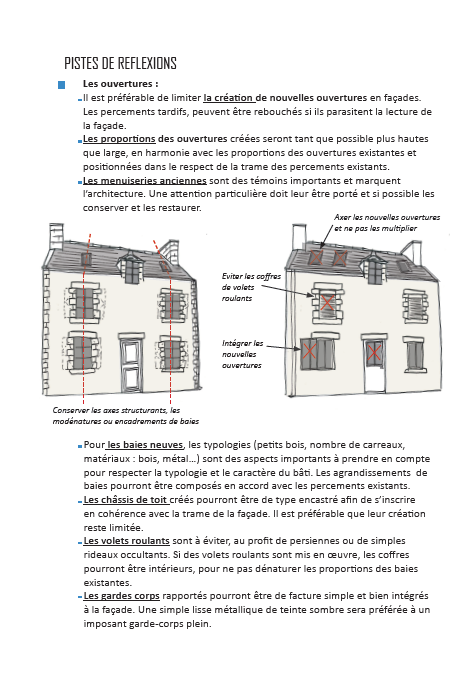 PISTES DE REFLEXIONS
Les ouvertures :
Il est préférable de limiter la création de nouvelles ouvertures en façades.
Les percements tardifs, peuvent être rebouchés si ils parasitent la lecture de
la façade.
Les proportions des ouvertures créées seront tant que possible plus hautes
que large, en harmonie avec les proportions des ouvertures existantes et
positionnées dans le respect de la trame des percements existants.
Les menuiseries anciennes sont des témoins importants et marquent
l'architecture. Une attention particulière doit leur être porté et si possible les
conserver et les restaurer.
Axer les nouvelles ouvertures
et ne pas les multiplier
Eviter les coffres
de volets
roulants
Intégrer les
nouvelles
ouvertures
Conserver les axes structurants, les
modénatures ou encadrements de baies
Pour les baies neuves, les typologies (petits bois, nombre de carreaux,
matériaux : bois, métal...) sont des aspects importants à prendre en compte
pour respecter la typologie et le caractère du bâti. Les agrandissements de
baies pourront être composés en accord avec les percements existants.
Les châssis de toit créés pourront être de type encastré afin de s'inscrire
en cohérence avec la trame de la façade. Il est préférable que leur création
reste limitée.
Les volets roulants sont à éviter, au profit de persiennes ou de simples
rideaux occultants. Si des volets roulants sont mis en œuvre, les coffres
pourront être intérieurs, pour ne pas dénaturer les proportions des baies
existantes.
Les gardes corps rapportés pourront être de facture simple et bien intégrés
à la façade. Une simple lisse métallique de teinte sombre sera préférée à un
imposant garde-corps plein.